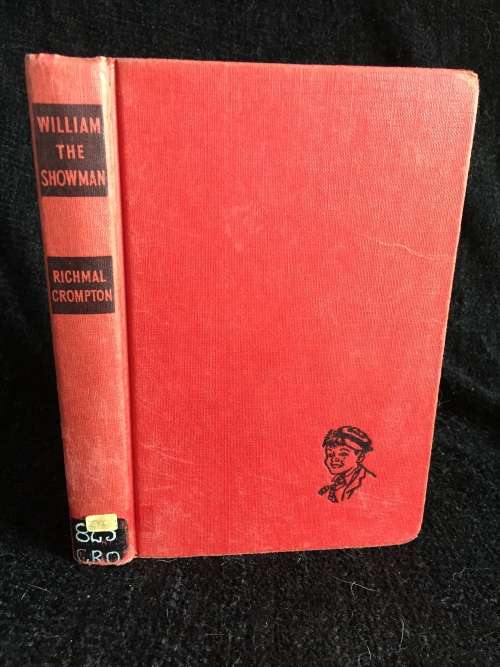 WILLIAM
THE
SHOWMAN
RICHMAL
CROMPTON
823
CRO